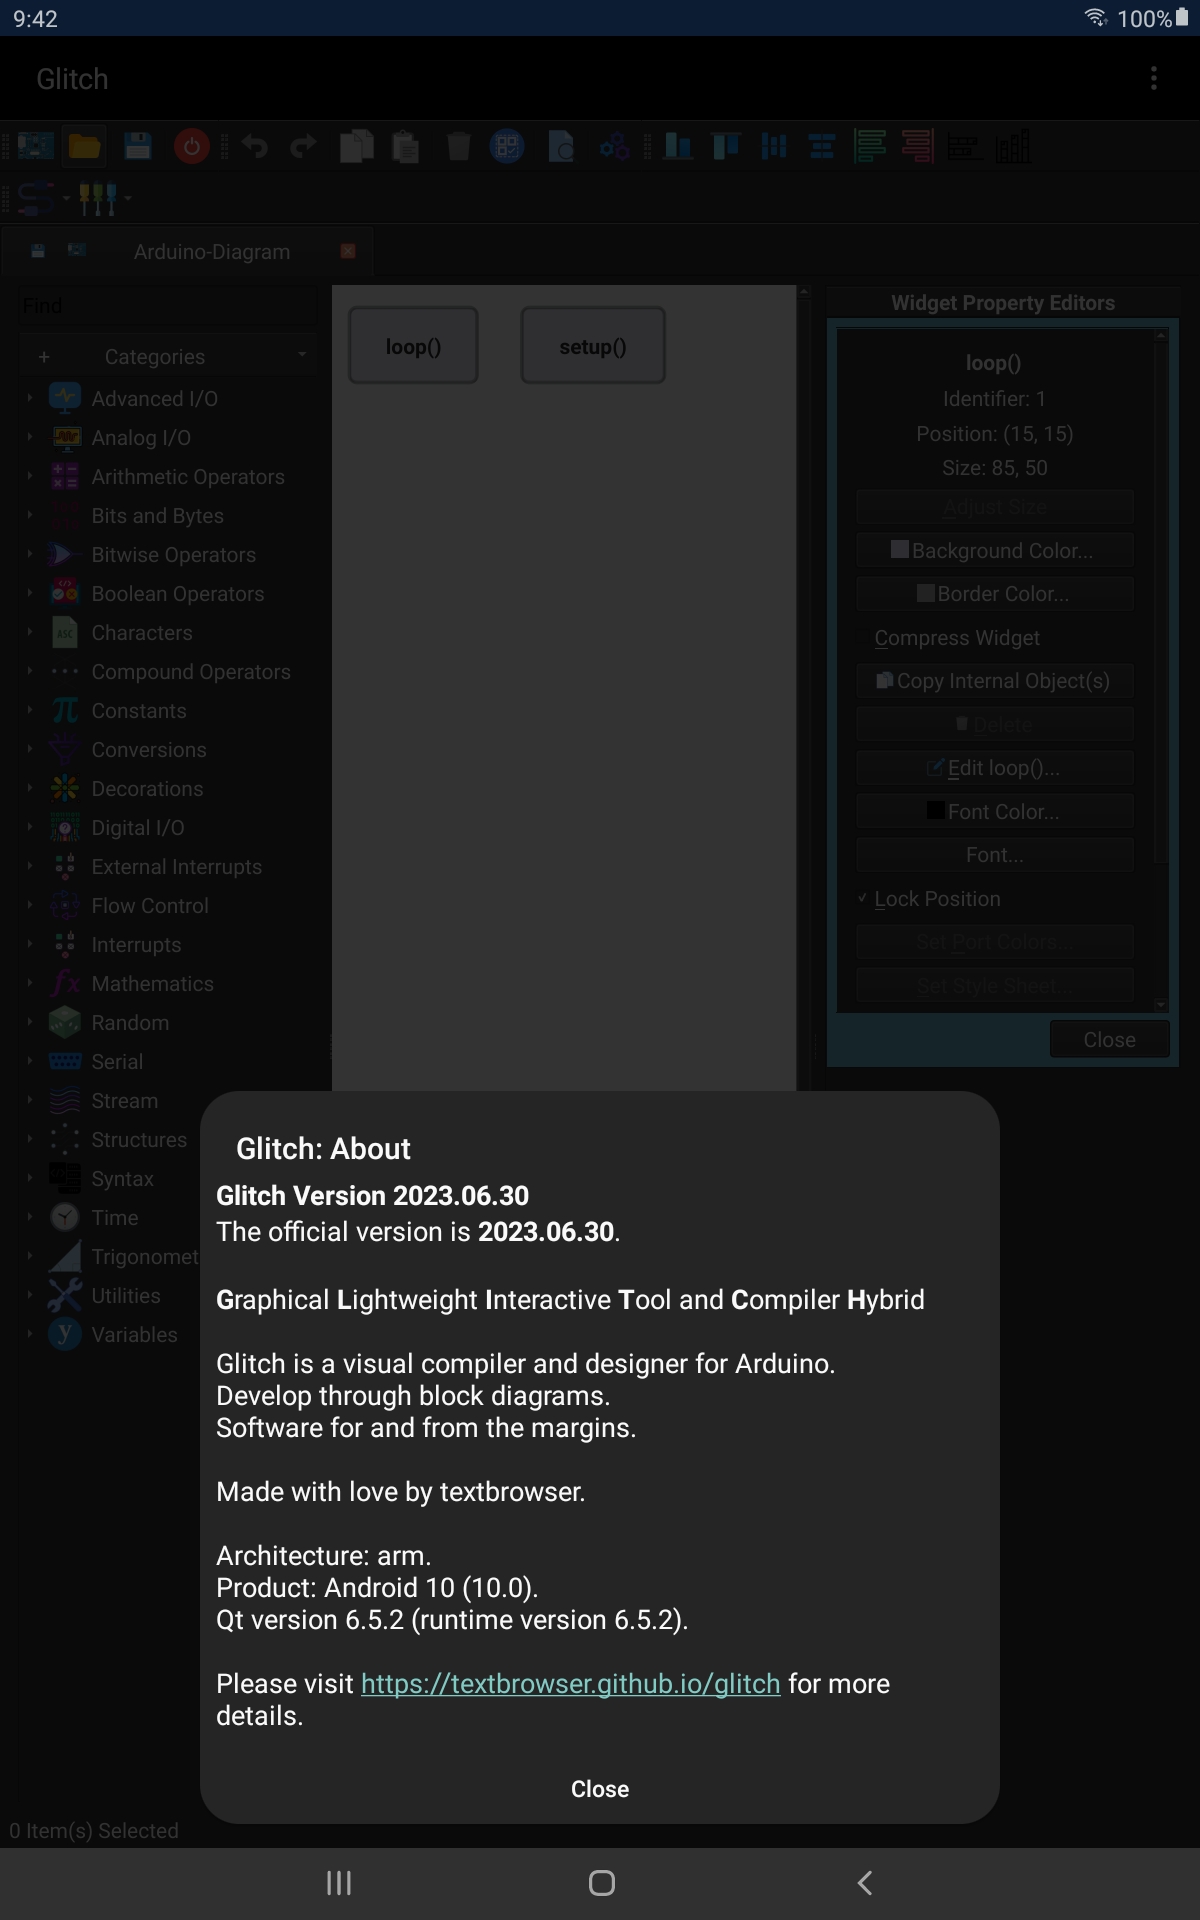 9:42
100%
Glitch
Arduino-Diagram
Find
+ Categories
Advanced I/O
Analog I/O
Arithmetic Operators
Bits and Bytes
Bitwise Operators
Boolean Operators
Characters
Compound Operators
Constants
Conversions
Decorations
Digital I/O
External Interrupts
Flow Control
Interrupts
Mathematics
Random
Serial
Stream
Structures
Syntax
Time
Trigonomet
Utilities
Variables
loop()
setup()
Widget Property Editors
loop()
Identifier: 1
Position: (15, 15)
Size: 85, 50
Adjust Size
Background Color...
Border Color...
Compress Widget
Copy Internal Object(s)
Delete
Edit loop()...
Font Color...
Font...
Lock Position
Set Port Colors...
Set Style Sheet...
Close
Glitch: About
Glitch Version 2023.06.30
The official version is 2023.06.30.
Graphical Lightweight Interactive Tool and Compiler Hybrid
Glitch is a visual compiler and designer for Arduino.
Develop through block diagrams.
Software for and from the margins.
Made with love by textbrowser.
Architecture: arm.
Product: Android 10 (10.0).
Qt version 6.5.2 (runtime version 6.5.2).
Please visit https://textbrowser.github.io/glitch for more
details.
Close
0 Item(s) Selected